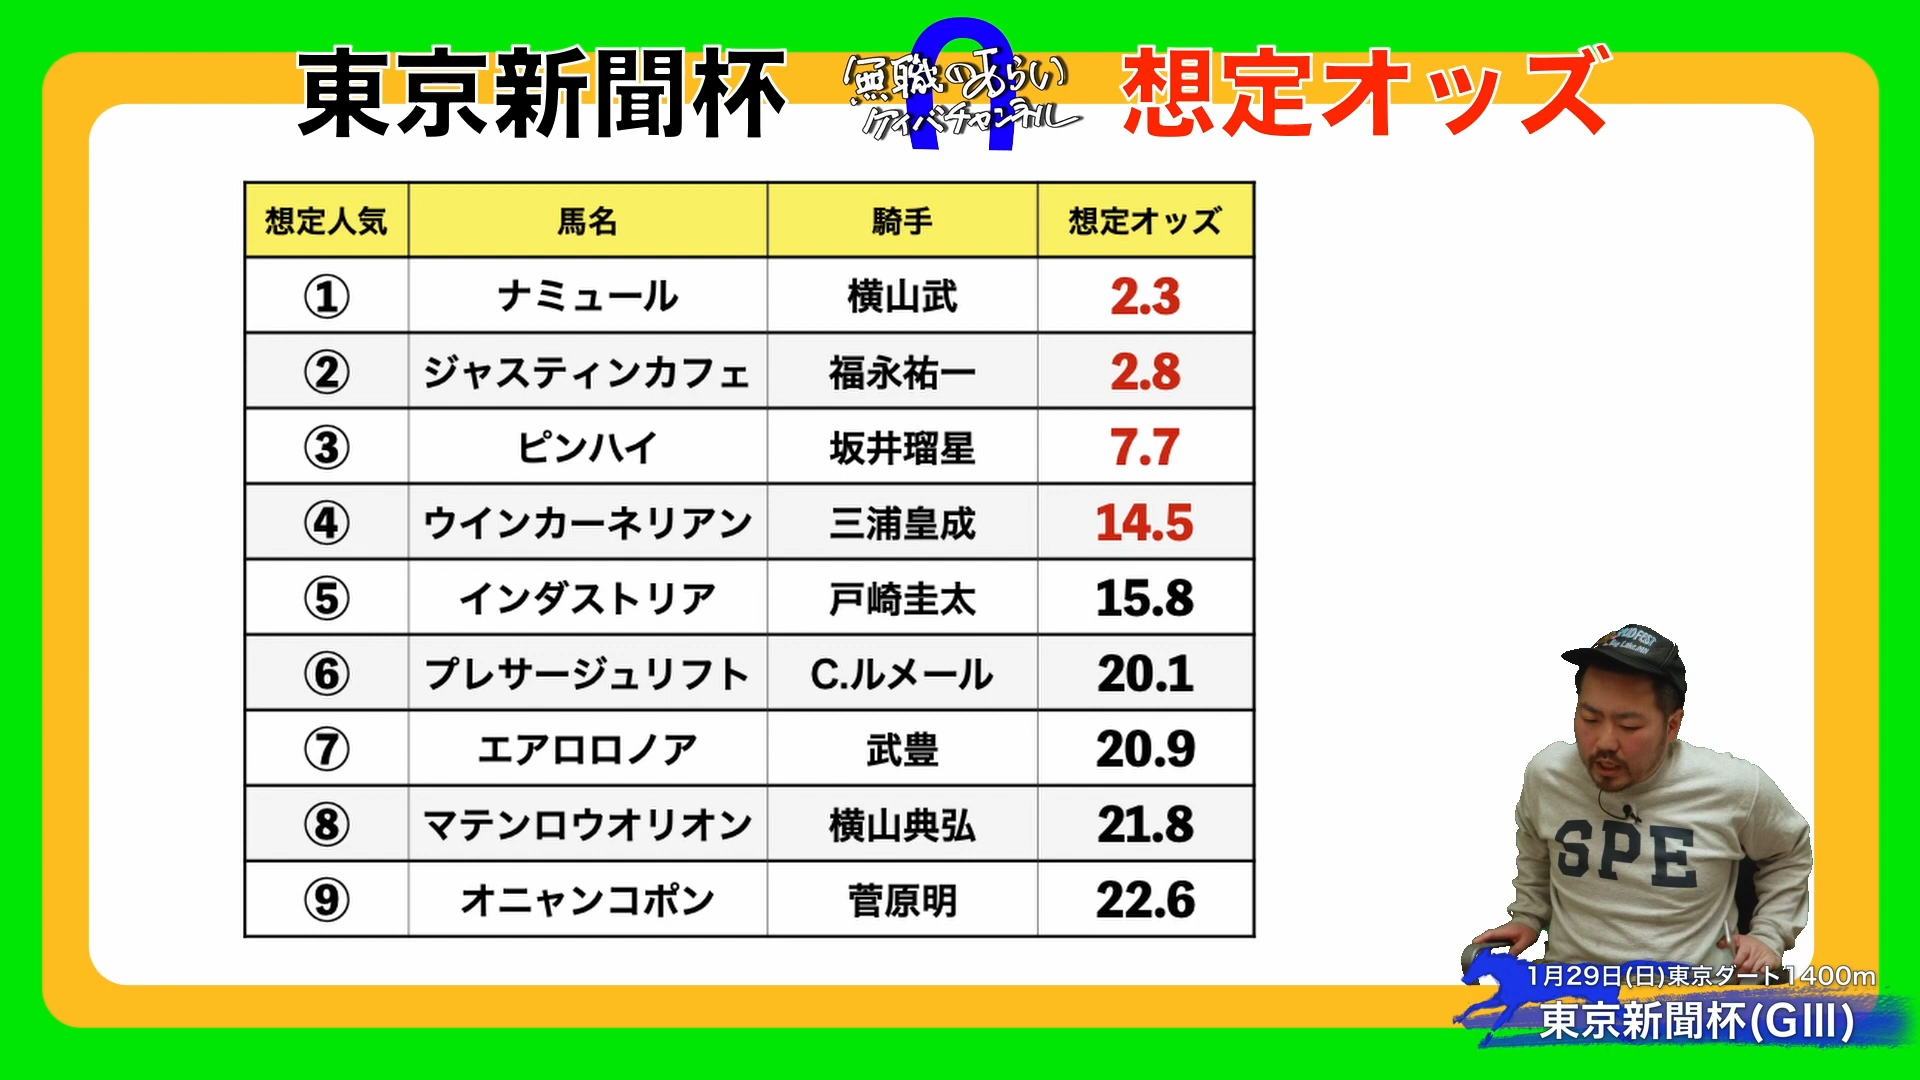 東京新聞杯
無職のあらい
ケイバチャンネル
想定オッズ
想定人気 馬名 騎手 想定オッズ
① ナミュール 横山武 2.3
② ジャスティンカフェ 福永祐一 2.8
③ ピンハイ 坂井瑠星 7.7
④ ウインカーネリアン 三浦皇成 14.5
⑤ インダストリア 戸崎圭太 15.8
⑥ プレサージュリフト C.ルメール 20.1
⑦ エアロロノア 武豊 20.9
⑧ マテンロウオリオン 横山典弘 21.8
⑨ オニャンコポン 菅原明 22.6
SPE
1月29日(日)東京ダート1400m
東京新聞杯(GIII)